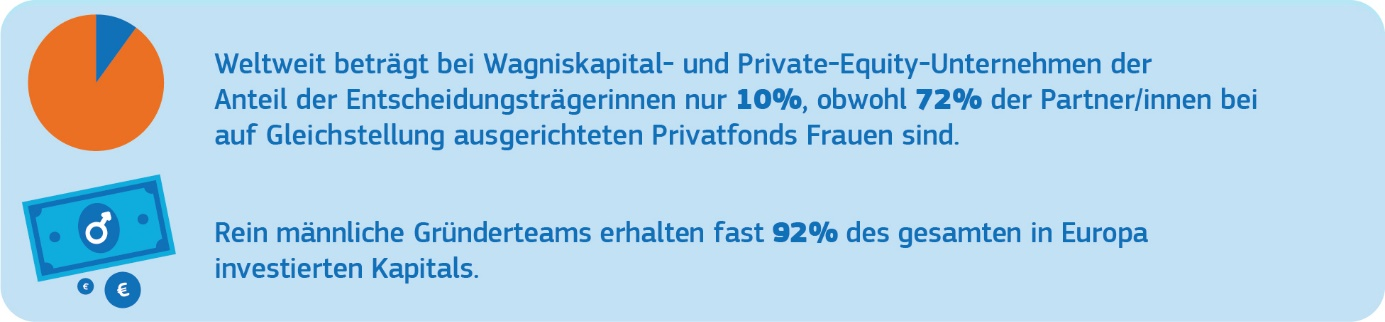 Weltweit beträgt bei Wagniskapital- und Private-Equity-Unternehmen der
Anteil der Entscheidungsträgerinnen nur 10%, obwohl 72% der Partner/innen bei
auf Gleichstellung ausgerichteten Privatfonds Frauen sind.
Rein männliche Gründerteams erhalten fast 92% des gesamten in Europa
investierten Kapitals.
€ €